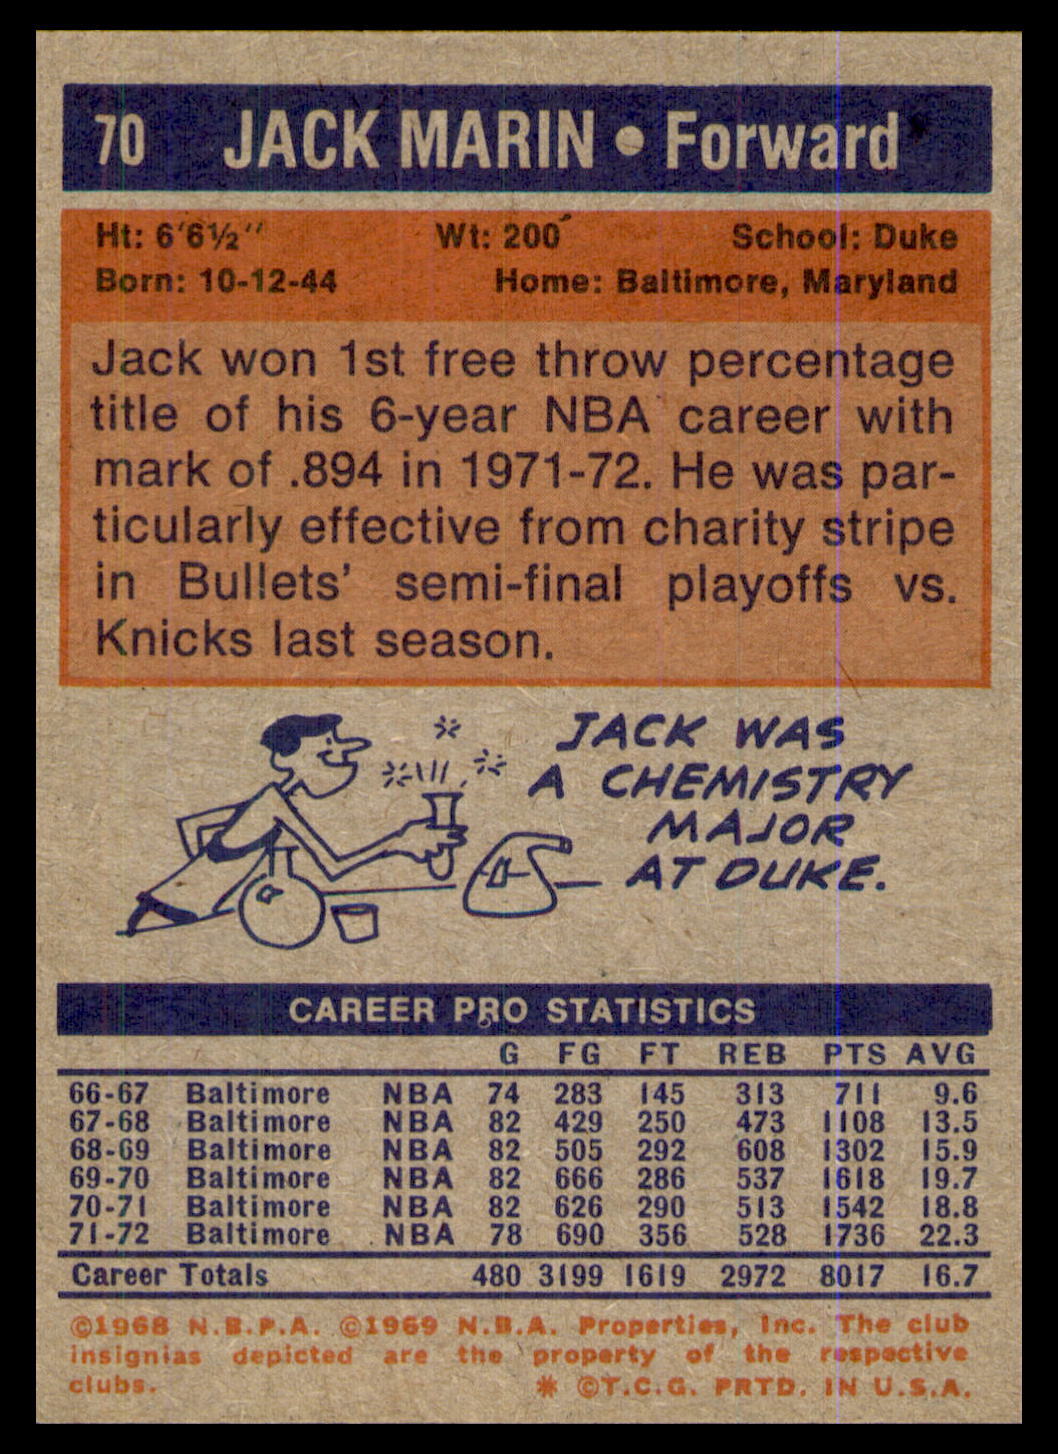 70 JACK MARIN • Forward
Ht: 6'6½" Wt: 200 School: Duke
Born: 10-12-44 Home: Baltimore, Maryland
Jack won 1st free throw percentage
title of his 6-year NBA career with
mark of .894 in 1971-72. He was par-
ticularly effective from charity stripe
in Bullets' semi-final playoffs vs.
Knicks last season.
JACK WAS
A CHEMISTRY
MAJOR
AT DUKE.
CAREER PRO STATISTICS
G FG FT REB PTS AVG
66-67 Baltimore NBA 74 283 145 313 711 9.6
67-68 Baltimore NBA 82 429 250 473 1108 13.5
68-69 Baltimore NBA 82 505 292 608 1302 15.9
69-70 Baltimore NBA 82 666 286 537 1618 19.7
70-71 Baltimore NBA 82 626 290 513 1542 18.8
71-72 Baltimore NBA 78 690 356 528 1736 22.3
Career Totals 480 3199 1619 2972 8017 16.7
©1968 N.B.P.A. ©1969 N.B.A. Properties, Inc. The club
insignias depicted are the property of the respective
clubs. * ©T.C.G. PRTD. IN U.S.A.